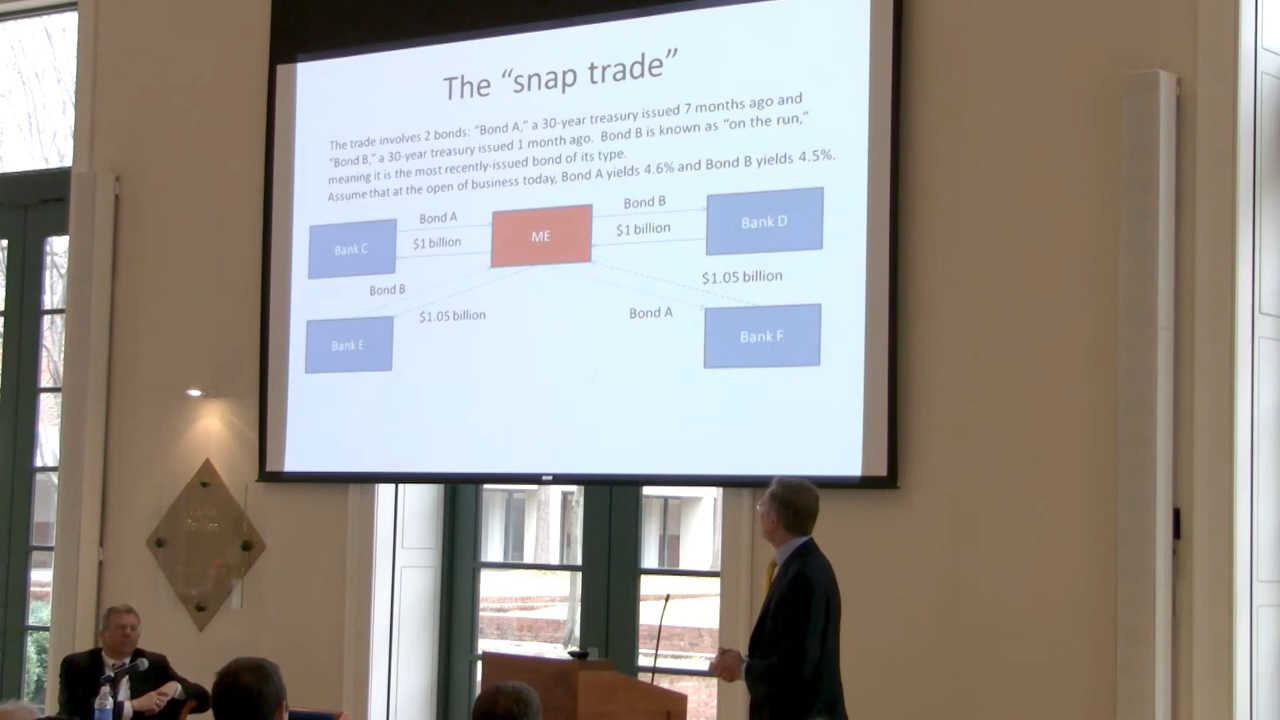 The “snap trade”
The trade involves 2 bonds: “Bond A,” a 30-year treasury issued 7 months ago and
“Bond B,” a 30-year treasury issued 1 month ago. Bond B is known as “on the run,”
meaning it is the most recently-issued bond of its type.
Assume that at the open of business today, Bond A yields 4.6% and Bond B yields 4.5%.
Bank C
Bond A
$1 billion
ME
Bond B
$1 billion
Bank D
Bond B
$1.05 billion
Bank E
$1.05 billion
Bond A
Bank F